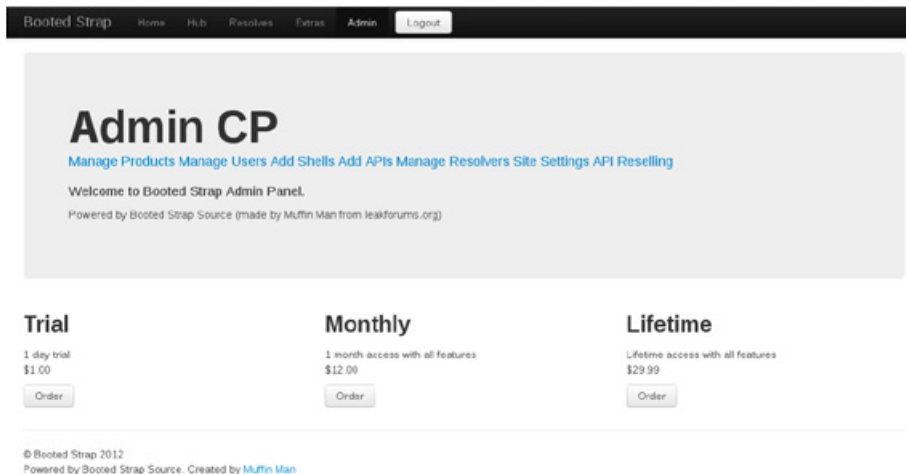 Booted Strap Home Hub Resolves Extras Admin Logout
Admin CP
Manage Products Manage Users Add Shells Add APIs Manage Resolvers Site Settings API Reselling
Welcome to Booted Strap Admin Panel.
Powered by Booted Strap Source (made by Muffin Man from leakforums.org)
Trial
1 day trial
$1.00
Order
Monthly
1 month access with all features
$12.00
Order
Lifetime
Lifetime access with all features
$29.99
Order
© Booted Strap 2012
Powered by Booted Strap Source. Created by Muffin Man